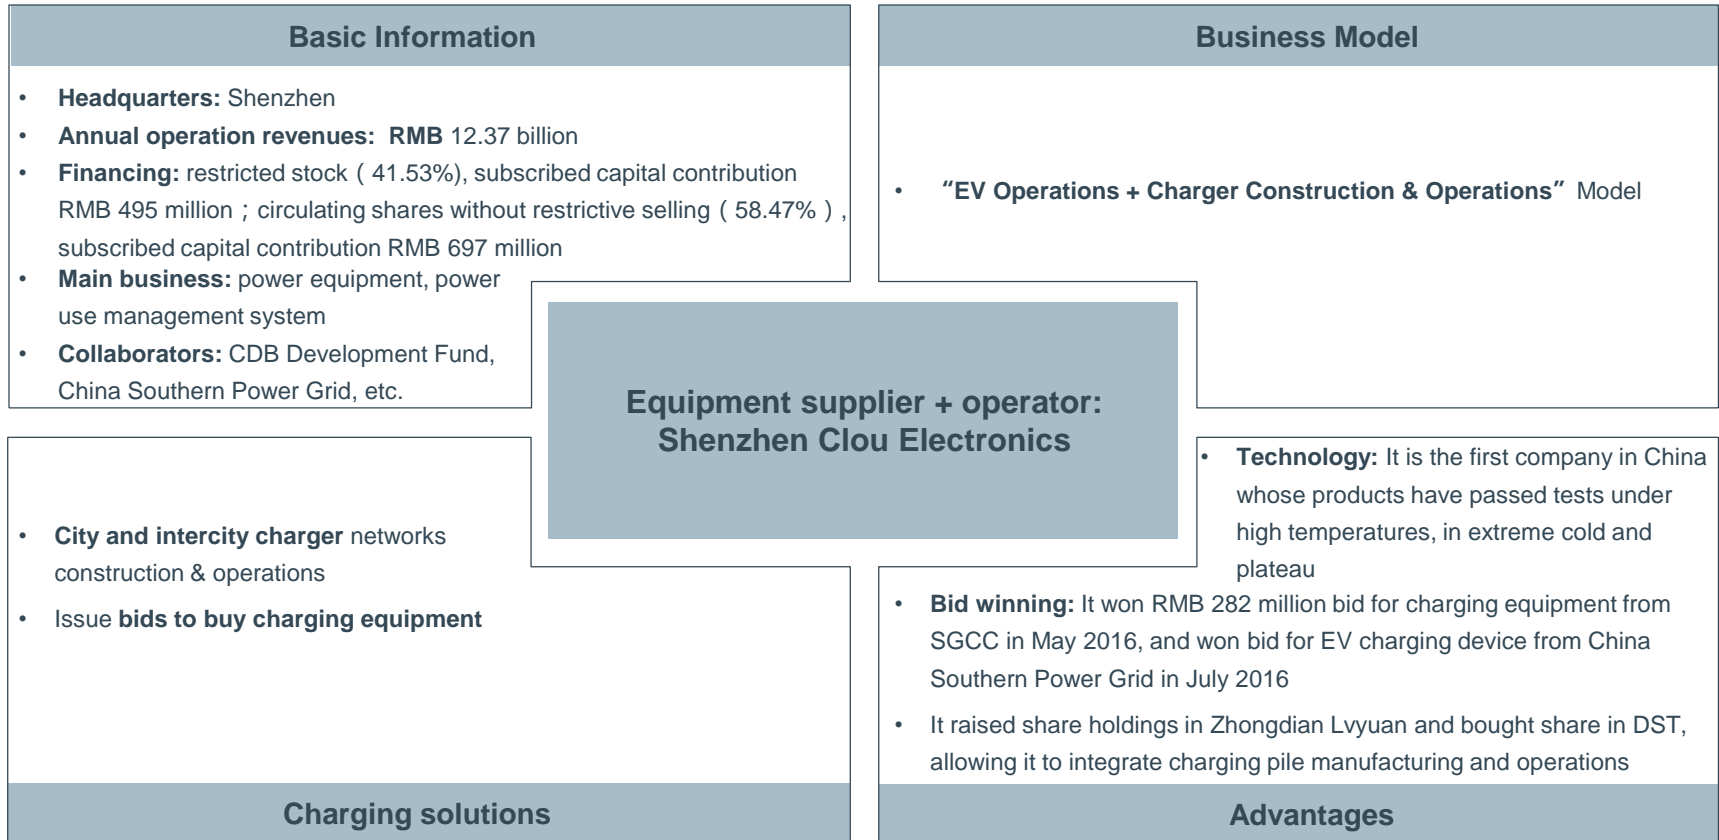 Basic Information
• Headquarters: Shenzhen
• Annual operation revenues: RMB 12.37 billion
• Financing: restricted stock（41.53%), subscribed capital contribution
RMB 495 million；circulating shares without restrictive selling（58.47%）,
subscribed capital contribution RMB 697 million
• Main business: power equipment, power
use management system
• Collaborators: CDB Development Fund,
China Southern Power Grid, etc.
Business Model
• “EV Operations + Charger Construction & Operations” Model
Equipment supplier + operator:
Shenzhen Clou Electronics
• City and intercity charger networks
construction & operations
• Issue bids to buy charging equipment
Charging solutions
• Technology: It is the first company in China
whose products have passed tests under
high temperatures, in extreme cold and
plateau
• Bid winning: It won RMB 282 million bid for charging equipment from
SGCC in May 2016, and won bid for EV charging device from China
Southern Power Grid in July 2016
• It raised share holdings in Zhongdian Lvyuan and bought share in DST,
allowing it to integrate charging pile manufacturing and operations
Advantages